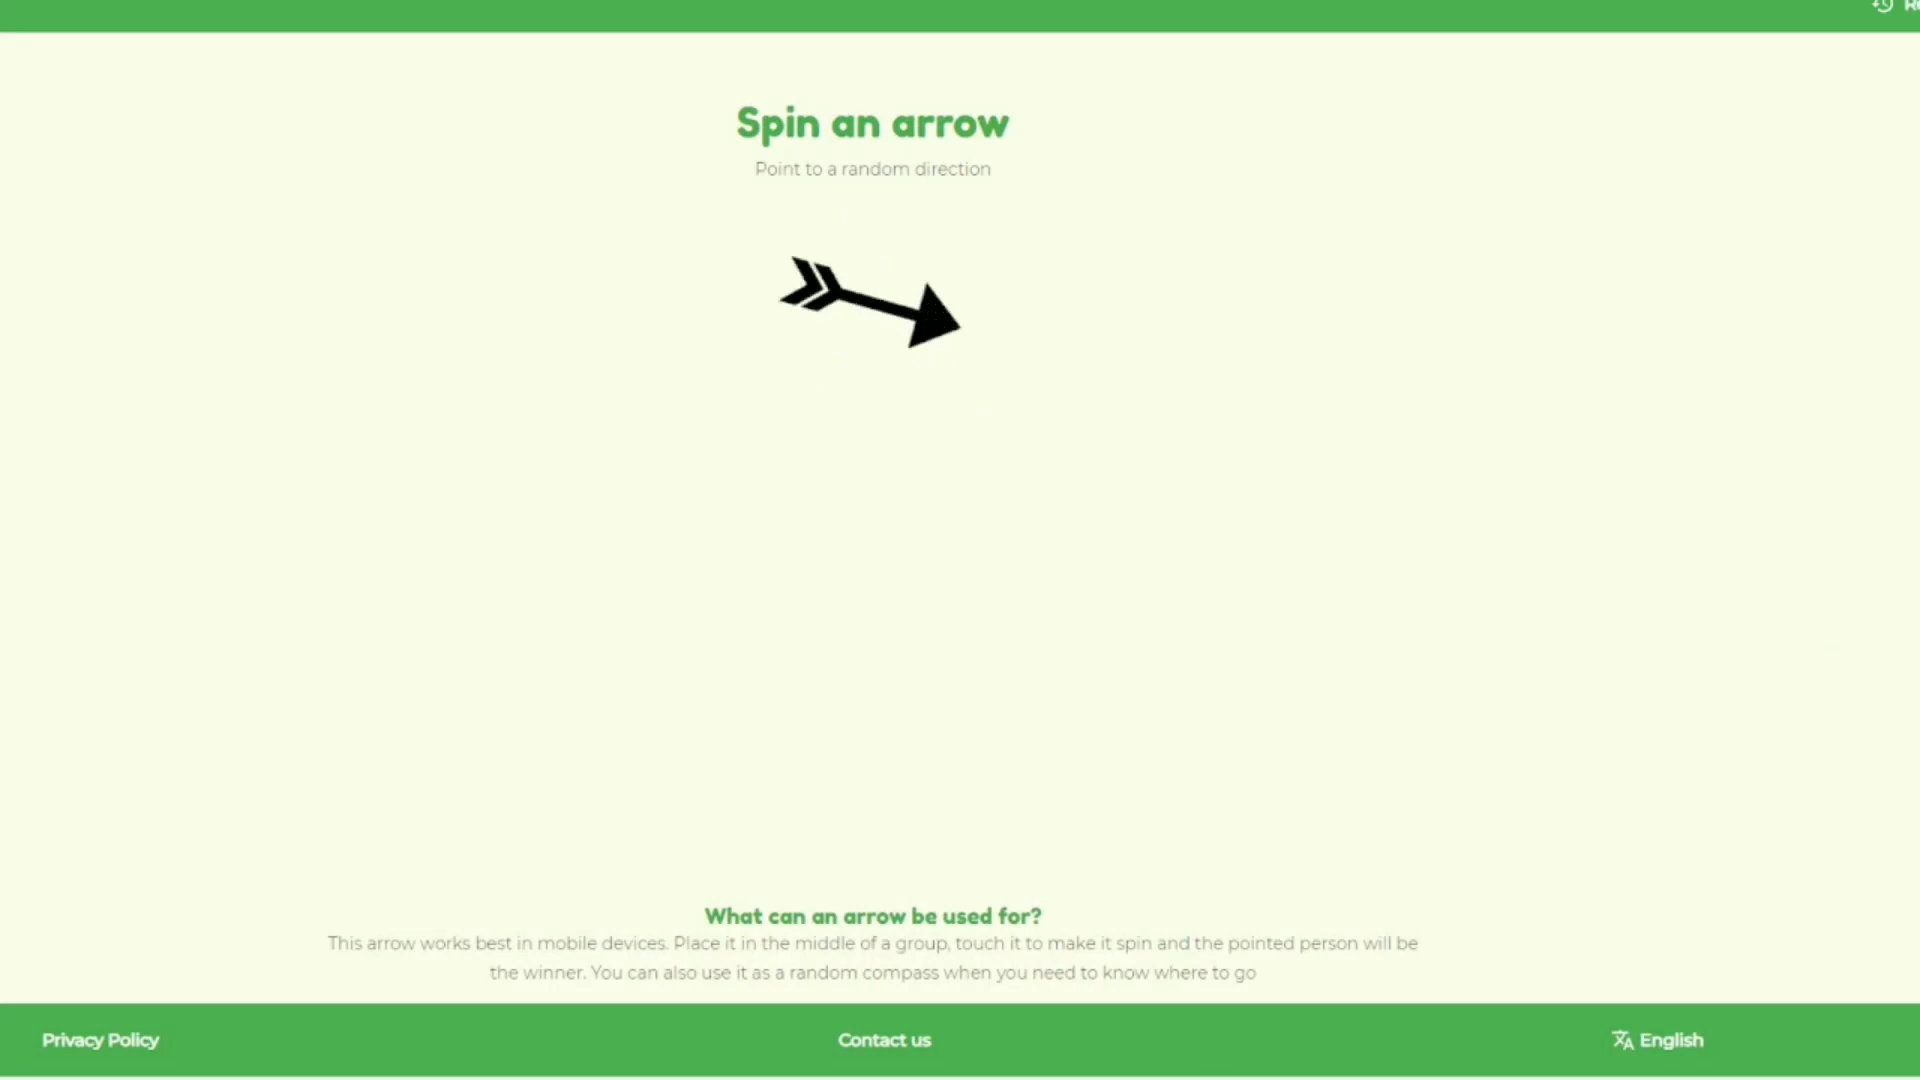 Spin an arrow
Point to a random direction
What can an arrow be used for?
This arrow works best in mobile devices. Place it in the middle of a group, touch it to make it spin and the pointed person will be
the winner. You can also use it as a random compass when you need to know where to go
Privacy Policy
Contact us
English